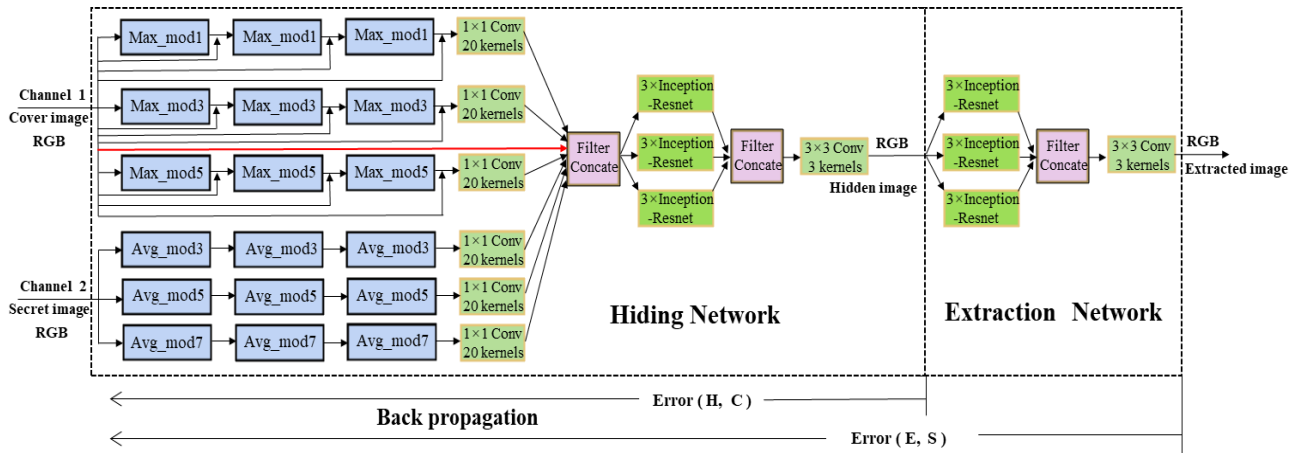 Max_mod1 Max_mod1 Max_mod1
1×1 Conv
20 kernels
Channel 1
Cover image
RGB
Max_mod3 Max_mod3 Max_mod3
1×1 Conv
20 kernels
Max_mod5 Max_mod5 Max_mod5
1×1 Conv
20 kernels
Channel 2
Secret image
RGB
Avg_mod3 Avg_mod3 Avg_mod3
1×1 Conv
20 kernels
Avg_mod5 Avg_mod5 Avg_mod5
1×1 Conv
20 kernels
Avg_mod7 Avg_mod7 Avg_mod7
1×1 Conv
20 kernels
Filter
Concate
3×Inception
-Resnet
3×Inception
-Resnet
3×Inception
-Resnet
Filter
Concate
3×3 Conv
3 kernels
RGB
Hidden image
Hiding Network
3×Inception
-Resnet
3×Inception
-Resnet
3×Inception
-Resnet
Filter
Concate
3×3 Conv
3 kernels
RGB
Extracted image
Extraction Network
Error ( H, C )
Back propagation
Error ( E, S )